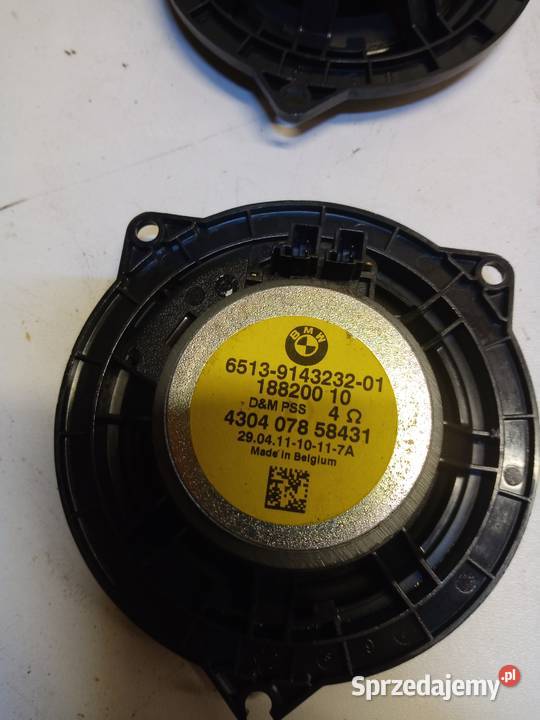 BMW
6513-9143232-01
188200 10
D&M PSS 4 Ω
4304 078 58431
29.04.11-10-11-7A
Made in Belgium
Sprzedajemy.pl